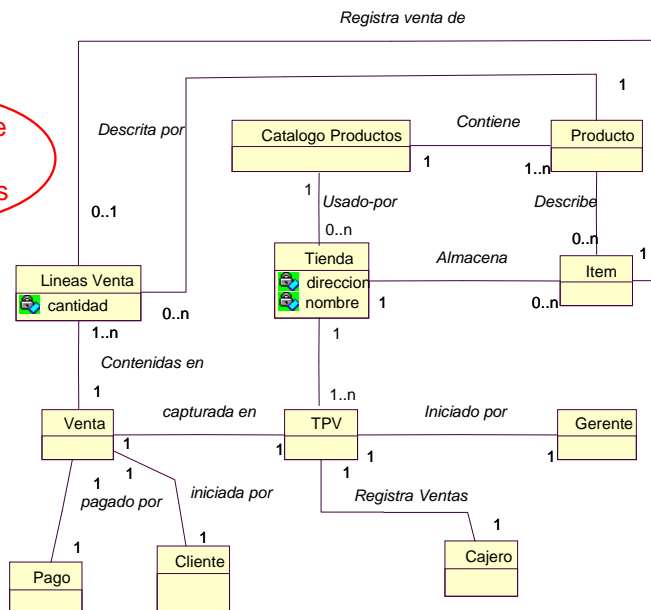 Registra venta de
1
e
s
Descrita por
Catalogo Productos
Contiene
Producto
1
1..n
1
Usado-por
Describe
0..1
0..n
0..n
Tienda
direccion
nombre
Almacena
1
0..n
Item
1
Lineas Venta
cantidad
0..n
1..n
1
Contenidas en
1
1..n
Venta
capturada en
TPV
Iniciado por
Gerente
1
1
1
1
1
1
1
pagado por
iniciada por
Registra Ventas
1
1
1
Pago
Cliente
Cajero